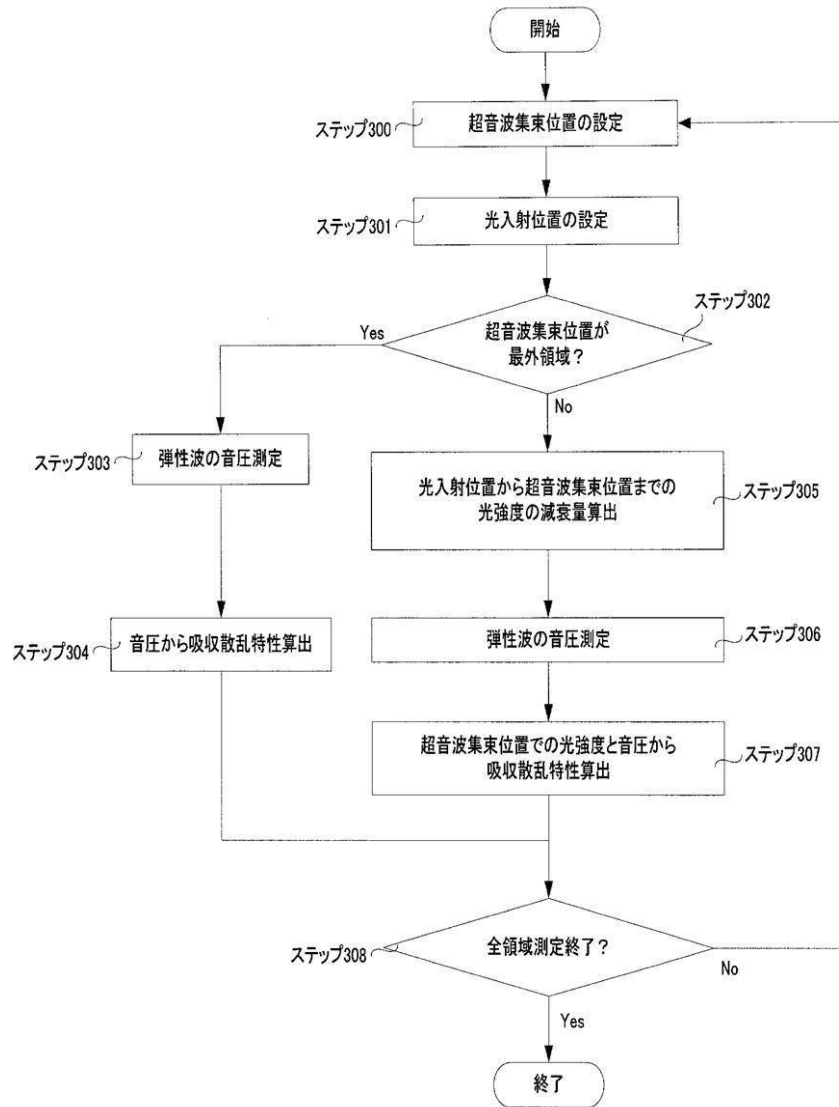 開始
ステップ300
超音波集束位置の設定
ステップ301
光入射位置の設定
ステップ302
超音波集束位置が
最外領域？
Yes
No
ステップ303
弾性波の音圧測定
光入射位置から超音波集束位置までの
光強度の減衰量算出
ステップ305
ステップ304
音圧から吸収散乱特性算出
弾性波の音圧測定
ステップ306
超音波集束位置での光強度と音圧から
吸収散乱特性算出
ステップ307
ステップ308
全領域測定終了？
No
Yes
終了